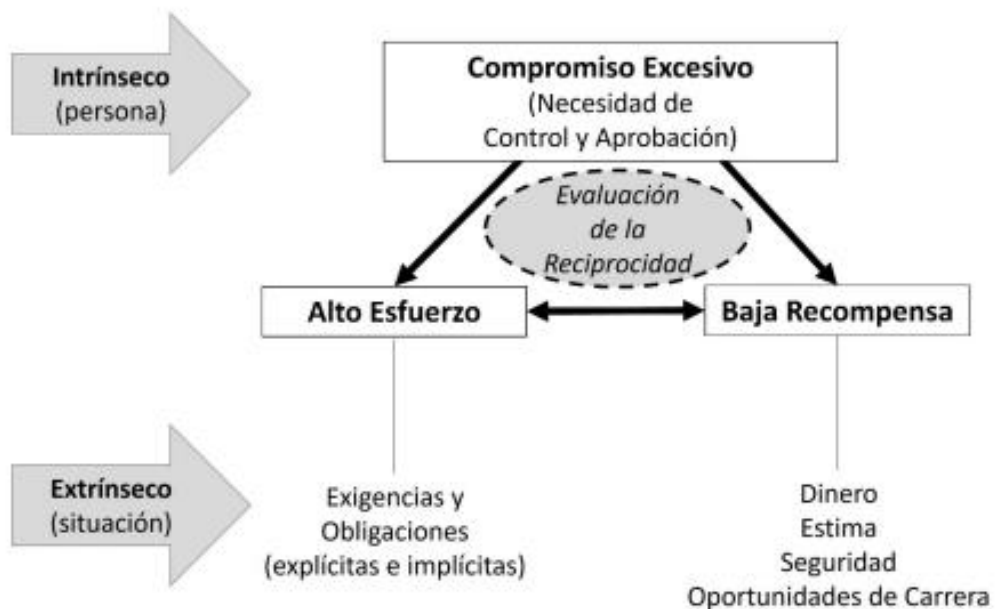 Intrínseco
(persona)
Compromiso Excesivo
(Necesidad de
Control y Aprobación)
Evaluación
de la
Reciprocidad
Alto Esfuerzo
Baja Recompensa
Extrínseco
(situación)
Exigencias y
Obligaciones
(explícitas e implícitas)
Dinero
Estima
Seguridad
Oportunidades de Carrera